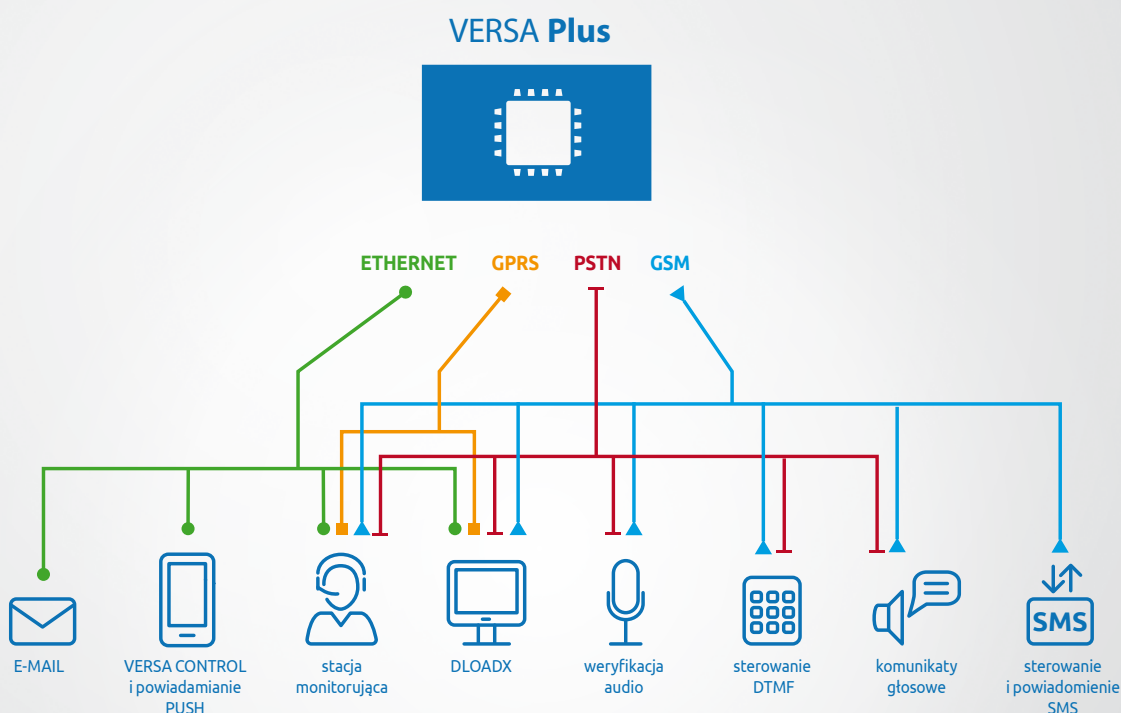 VERSA Plus
ETHERNET GPRS PSTN GSM
SMS
E-MAIL
VERSA CONTROL
i powiadamianie
PUSH
stacja
monitorująca
DLOADX
weryfikacja
audio
sterowanie
DTMF
komunikaty
głosowe
sterowanie
i powiadomienie
SMS